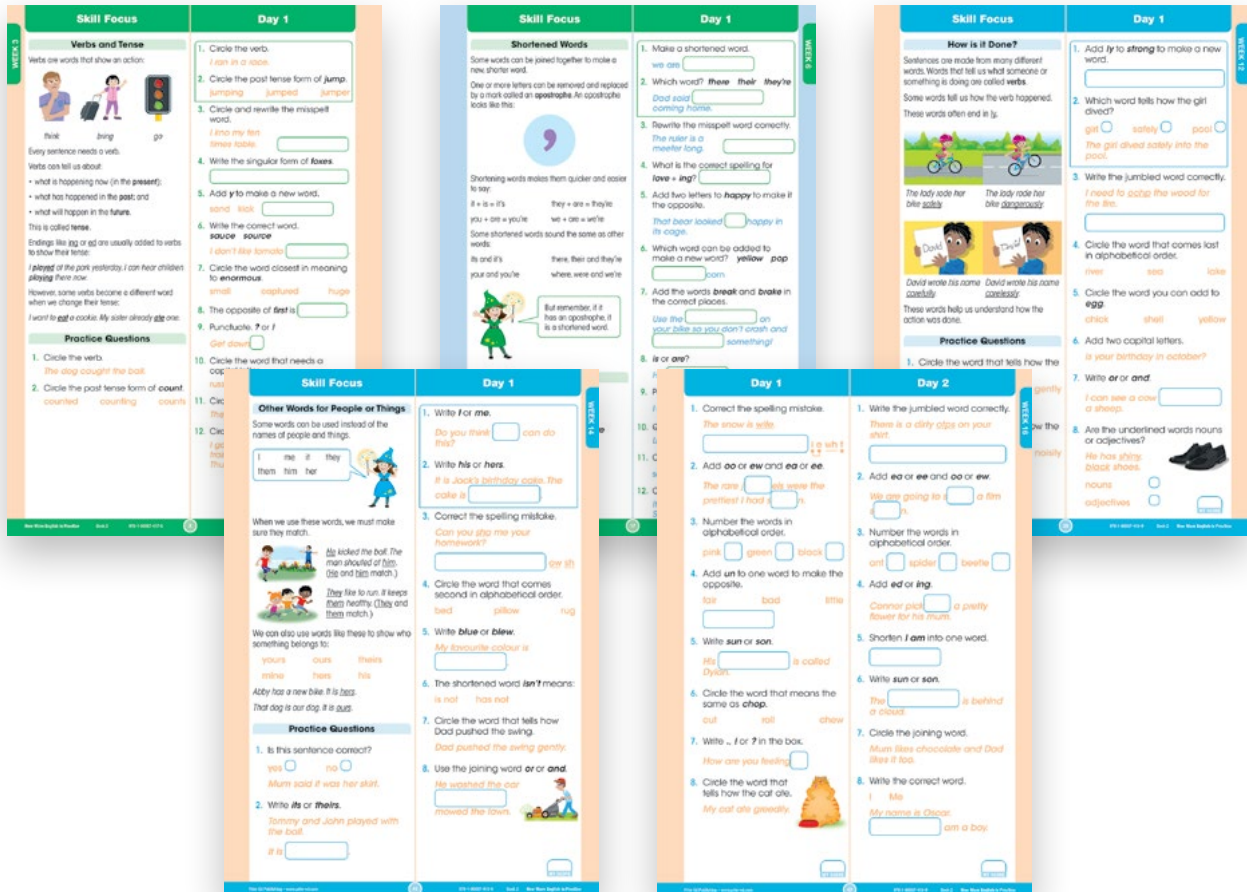 Skill Focus
Day 1
WEEK 5
Verbs and Tense
Verbs are words that show an action:
think bring go
Every sentence needs a verb.
Verbs can tell us about:
• what is happening now (in the present);
• what has happened in the past; and
• what will happen in the future.
This is called tense.
Endings like ing or ed are usually added to verbs
to show their tense:
I played at the park yesterday. I can hear children
playing there now.
However, some verbs become a different word
when we change their tense:
I want to eat a cookie. My sister already ate one.
Practice Questions
1. Circle the verb.
The dog caught the ball.
2. Circle the past tense form of count.
counted counting counts
1. Circle the verb.
I ran in a race.
2. Circle the past tense form of jump.
jumping jumped jumper
3. Circle and rewrite the misspelt
word.
I kno my ten
times table.
4. Write the singular form of foxes.
5. Add y to make a new word.
sand kick
6. Write the correct word.
sauce source
I don't like tomato
7. Circle the word closest in meaning
to enormous.
small captured huge
8. The opposite of first is .
9. Punctuate. ? or !
Get down
10. Circle the word that needs a
11.
12.
Skill Focus
Day 1
WEEK 6
Shortened Words
Some words can be joined together to make a
new, shorter word.
One or more letters can be removed and replaced
by a mark called an apostrophe. An apostrophe
looks like this:
’
Shortening words makes them quicker and easier
to say:
it + is = it's they + are = they're
you + are = you're we + are = we're
Some shortened words sound the same as other
words:
its and it's there, their and they're
your and you're where, were and we're
But remember, if it
has an apostrophe, it
is a shortened word.
1. Make a shortened word.
we are
2. Which word? there their they're
Dad said
coming home.
3. Rewrite the misspelt word correctly.
The ruler is a
meeter long.
4. What is the correct spelling for
love + ing?
5. Add two letters to happy to make it
the opposite.
That bear looked happy in
its cage.
6. Which word can be added to
make a new word? yellow pop
corn
7. Add the words break and brake in
the correct places.
Use the on
your bike so you don't crash and
something!
8. is or are?
9.
10.
11.
12.
Skill Focus
Day 1
WEEK 12
How is it Done?
Sentences are made from many different
words. Words that tell us what someone or
something is doing are called verbs.
Some words tell us how the verb happened.
These words often end in ly.
The lady rode her
bike safely.
The lady rode her
bike dangerously.
David
David
David wrote his name
carefully.
David wrote his name
carelessly.
These words help us understand how the
action was done.
Practice Questions
1. Circle the word that tells how the
gently
noisily
1. Add ly to strong to make a new
word.
2. Which word tells how the girl
dived?
girl safely pool
The girl dived safely into the
pool.
3. Write the jumbled word correctly.
I need to ochp the wood for
the fire.
4. Circle the word that comes last
in alphabetical order.
river sea lake
5. Circle the word you can add to
egg.
chick shell yellow
6. Add two capital letters.
is your birthday in october?
7. Write or or and.
I can see a cow
a sheep.
8. Are the underlined words nouns
or adjectives?
He has shiny,
black shoes.
nouns
adjectives
Skill Focus
Day 1
WEEK 14
Other Words for People or Things
Some words can be used instead of the
names of people and things.
I me it they
them him her
When we use these words, we must make
sure they match.
He kicked the ball. The
man shouted at him.
(He and him match.)
They like to run. It keeps
them healthy. (They and
them match.)
We can also use words like these to show who
something belongs to:
yours ours theirs
mine hers his
Abby has a new bike. It is hers.
That dog is our dog. It is ours.
Practice Questions
1. Is this sentence correct?
yes no
Mum said it was her skirt.
2. Write its or theirs.
Tommy and John played with
the ball.
It is .
1. Write I or me.
Do you think can do
this?
2. Write his or hers.
It is Jack's birthday cake. The
cake is .
3. Correct the spelling mistake.
Can you sho me your
homework?
ow sh
4. Circle the word that comes
second in alphabetical order.
bed pillow rug
5. Write blue or blew.
My favourite colour is
.
6. The shortened word isn't means:
is not has not
7. Circle the word that tells how
Dad pushed the swing.
Dad pushed the swing gently.
8. Use the joining word or or and.
He washed the car
mowed the lawn.
MY SCORE
Day 1
Day 2
1. Correct the spelling mistake.
The snow is wite.
i e wh t
2. Add oo or ew and ea or ee.
The rare j els were the
prettiest I had s n.
3. Number the words in
alphabetical order.
pink green black
4. Add un to one word to make the
opposite.
fair bad little
5. Write sun or son.
His is called
Dylan.
6. Circle the word that means the
same as chop.
cut roll chew
7. Write ., ! or ? in the box.
How are you feeling
8. Circle the word that
tells how the cat ate.
My cat ate greedily.
MY SCORE
1. Write the jumbled word correctly.
There is a dirty otps on your
shirt.
2. Add ea or ee and oo or ew.
We are going to s a film
s n.
3. Number the words in
alphabetical order.
ant spider beetle
4. Add ed or ing.
Connor pick a pretty
flower for his mum.
5. Shorten I am into one word.
6. Write sun or son.
The is behind
a cloud.
7. Circle the joining word.
Mum likes chocolate and Dad
likes it too.
8. Write the correct word.
I Me
My name is Oscar.
am a boy.
MY SCORE